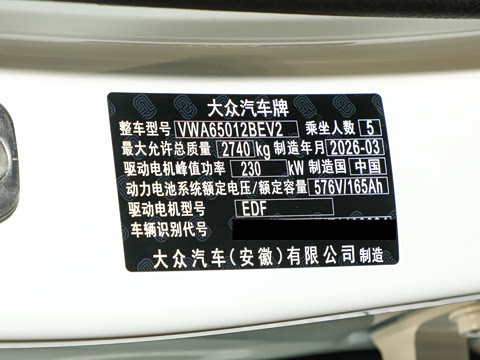 大众汽车牌
整车型号 VWA65012BEV2 乘坐人数 5
最大允许总质量 2740 kg 制造年月 2026-03
驱动电机峰值功率 230 kW 制造国 中国
动力电池系统额定电压/额定容量 576V/165Ah
驱动电机型号 EDF
车辆识别代号
大众汽车(安徽)有限公司 制造